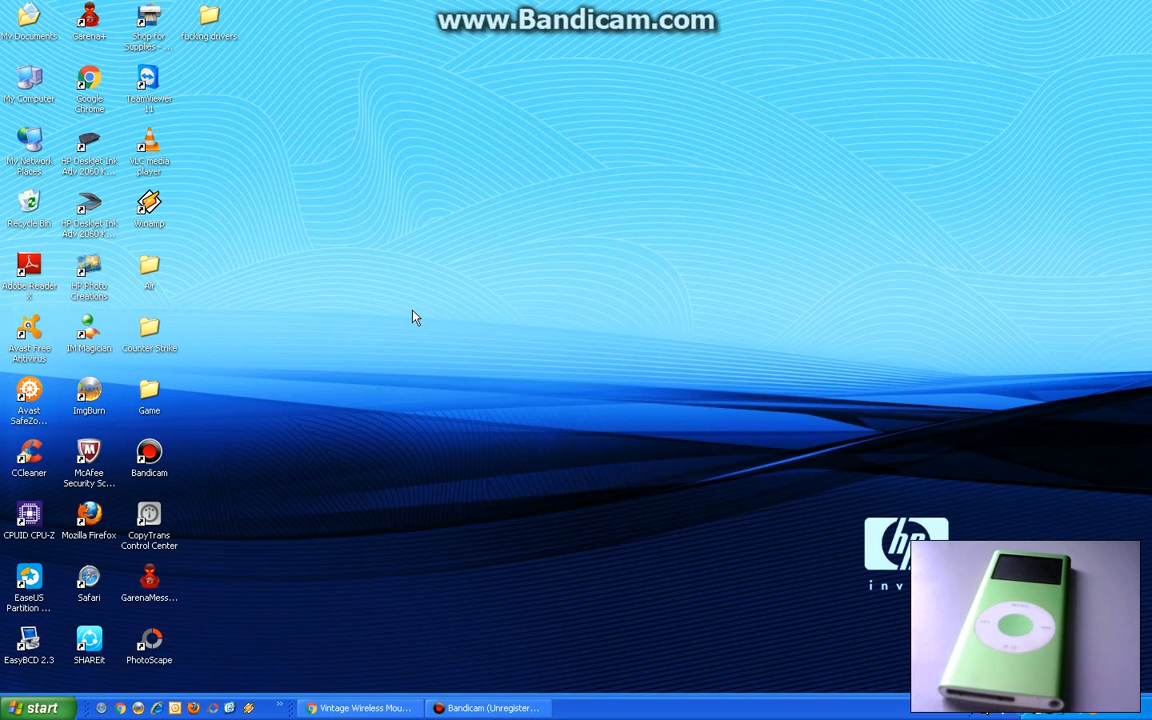 www.Bandicam.com
My Documents
Garena+
Shop for
Supplies - ...
fucking drivers
My Computer
Google
Chrome
TeamViewer
11
My Network
Places
HP Deskjet Ink
Adv 2060 K...
VLC media
player
Recycle Bin
HP Deskjet Ink
Adv 2060 K...
Winamp
Adobe Reader
X
HP Photo
Creations
Air
Avast Free
Antivirus
IM Magician
Counter Strike
Avast
SafeZo...
ImgBurn
Game
CCleaner
McAfee
Security Sc...
Bandicam
CPUID CPU-Z
Mozilla Firefox
CopyTrans
Control Center
EaseUS
Partition ...
Safari
GarenaMess...
EasyBCD 2.3
SHAREit
PhotoScape
hp
inv
MENU
start
Vintage Wireless Mou...
Bandicam (Unregister...